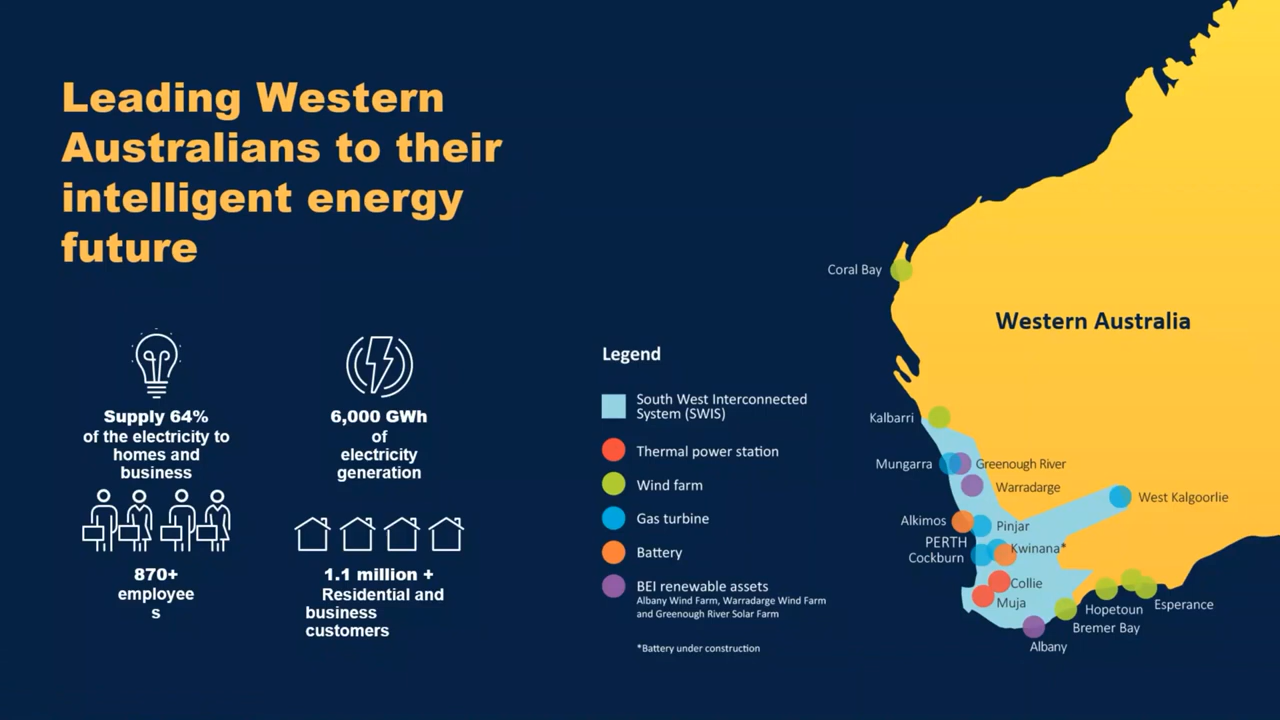 Leading Western
Australians to their
intelligent energy
future
Supply 64%
of the electricity to
homes and
business
6,000 GWh
of
electricity
generation
870+
employee
s
1.1 million +
Residential and
business
customers
Legend
South West Interconnected
System (SWIS)
Thermal power station
Wind farm
Gas turbine
Battery
BEI renewable assets
Albany Wind Farm, Warradarge Wind Farm
and Greenough River Solar Farm
*Battery under construction
Western Australia
Coral Bay
Kalbarri
Mungarra
Greenough River
Warradarge
West Kalgoorlie
Alkimos
Pinjar
PERTH
Kwinana*
Cockburn
Collie
Muja
Hopetoun
Esperance
Bremer Bay
Albany